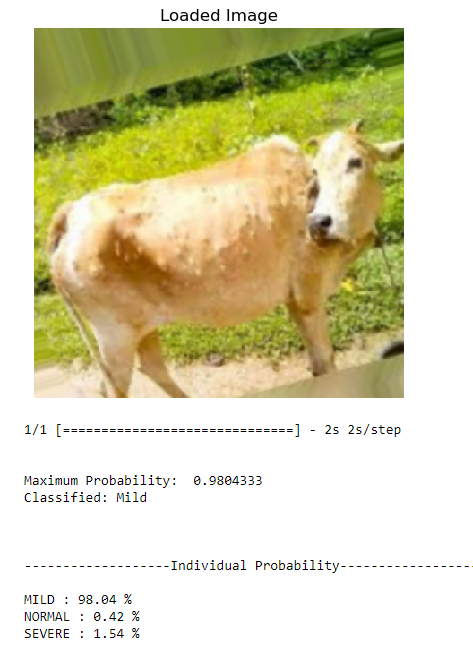 Loaded Image
1/1 [==============================] - 2s 2s/step
Maximum Probability:  0.9804333
Classified: Mild
-------------------Individual Probability-----------------
MILD : 98.04 %
NORMAL : 0.42 %
SEVERE : 1.54 %